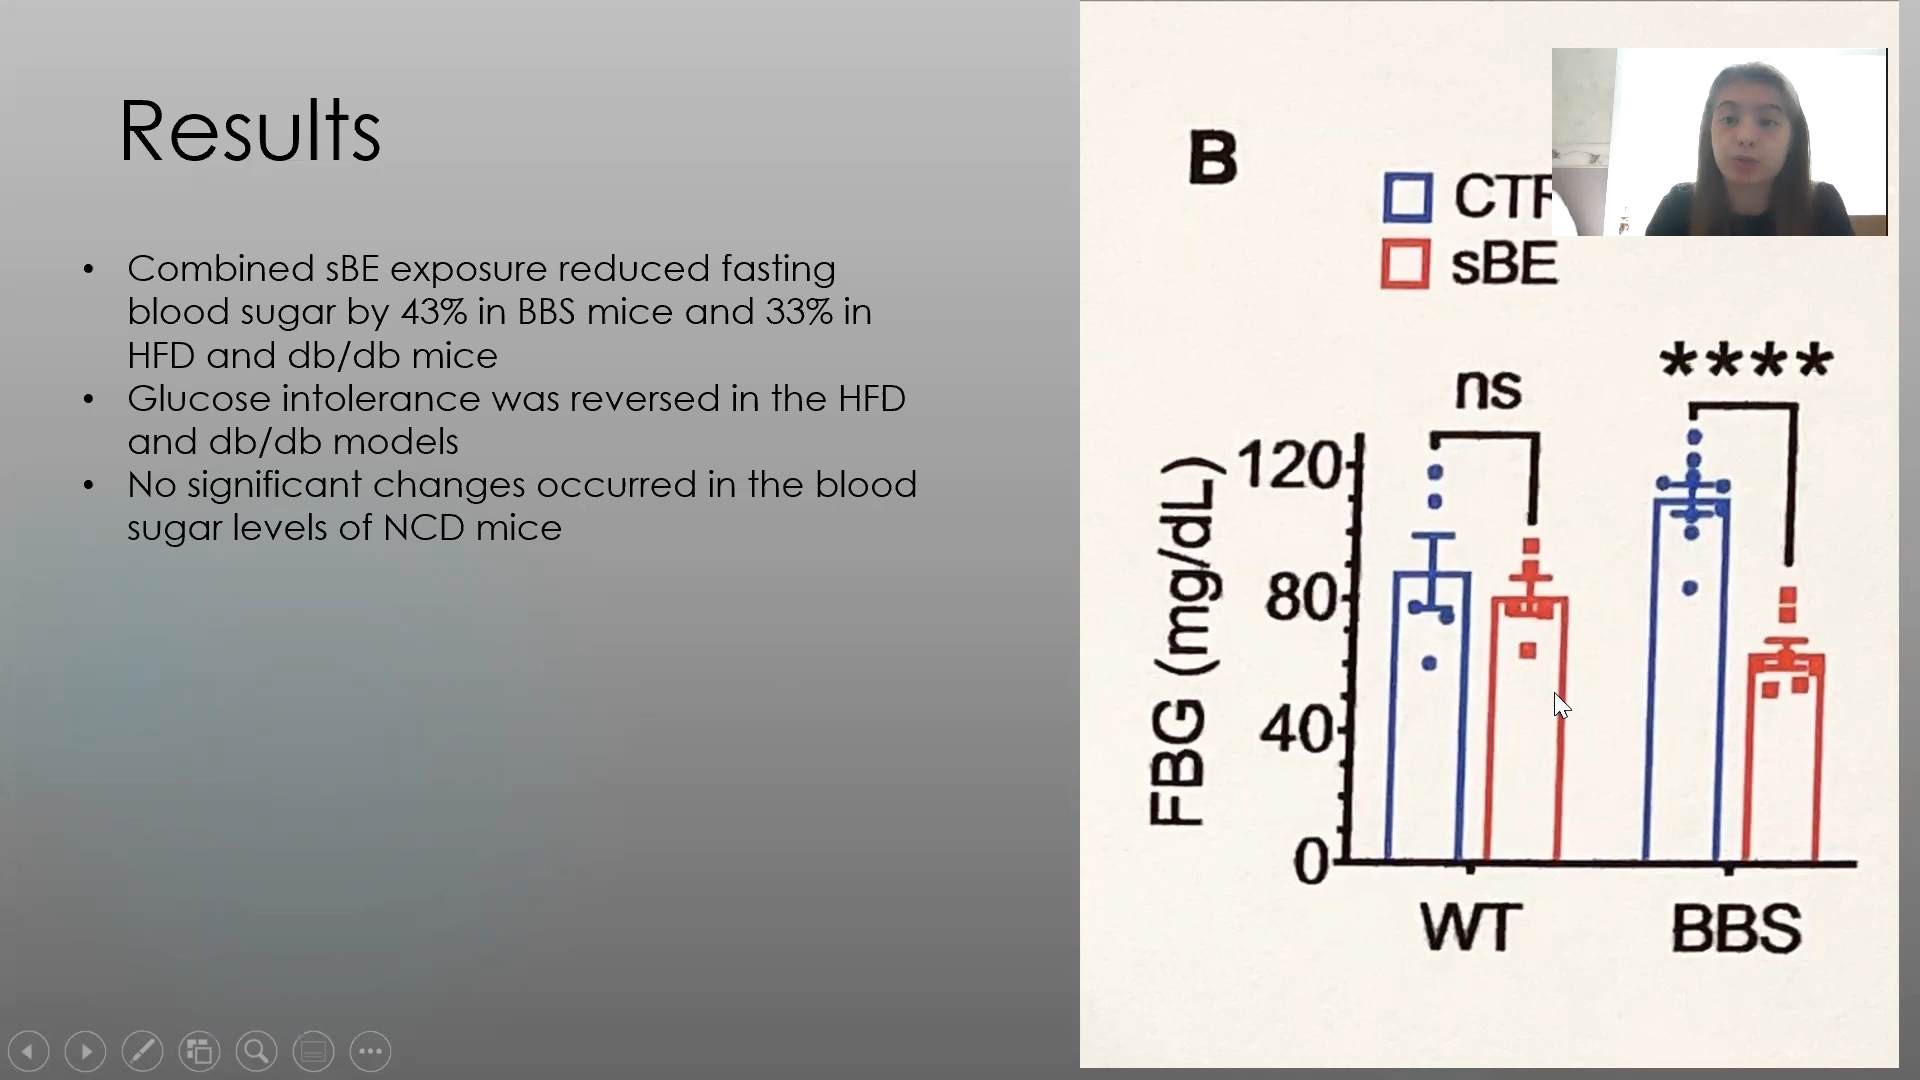 Results
• Combined sBE exposure reduced fasting
blood sugar by 43% in BBS mice and 33% in
HFD and db/db mice
• Glucose intolerance was reversed in the HFD
and db/db models
• No significant changes occurred in the blood
sugar levels of NCD mice
B
sBE
ns
****
FBG (mg/dL)
120
80
40
0
WT
BBS